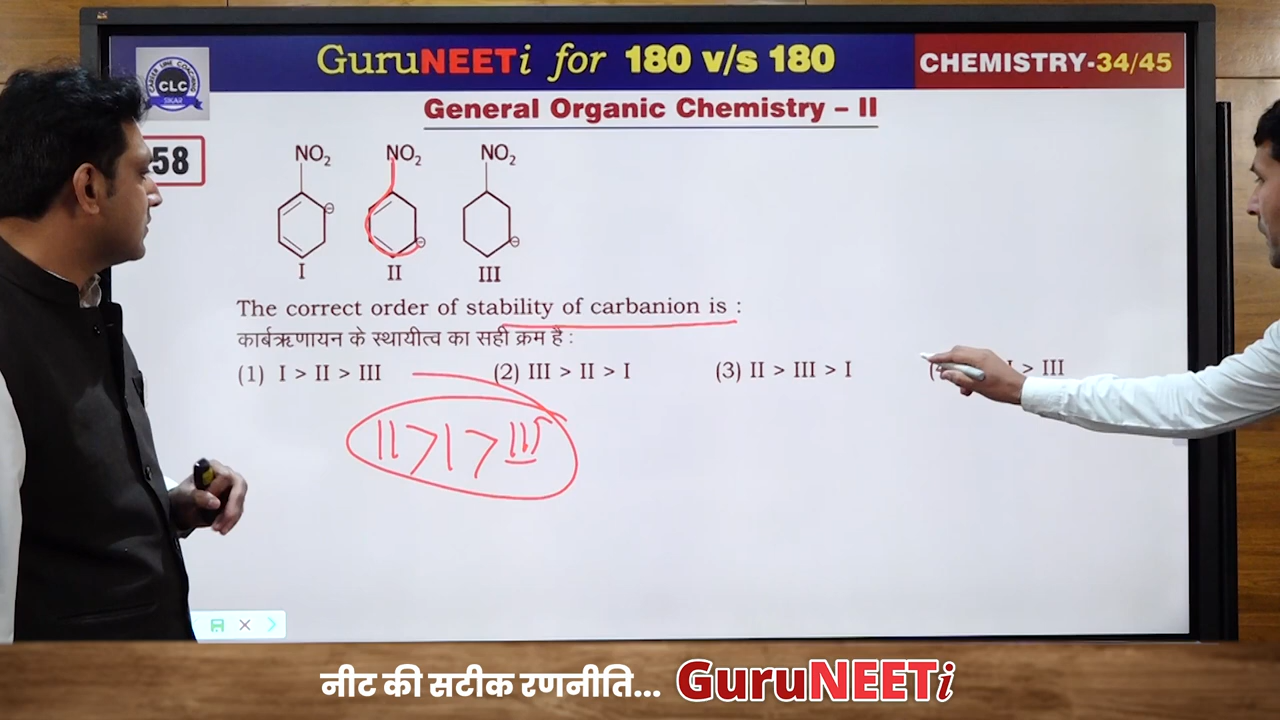 GuruNEETi for 180 v/s 180
CHEMISTRY-34/45
CLC
SIKAR
General Organic Chemistry – II
58
NO2 NO2 NO2
⊖ ⊖ ⊖
I II III
The correct order of stability of carbanion is :
कार्बऋणायन के स्थायीत्व का सही क्रम है :
(1) I > II > III (2) III > II > I (3) II > III > I I > III
II > I > III
नीट की सटीक रणनीति... GuruNEETi